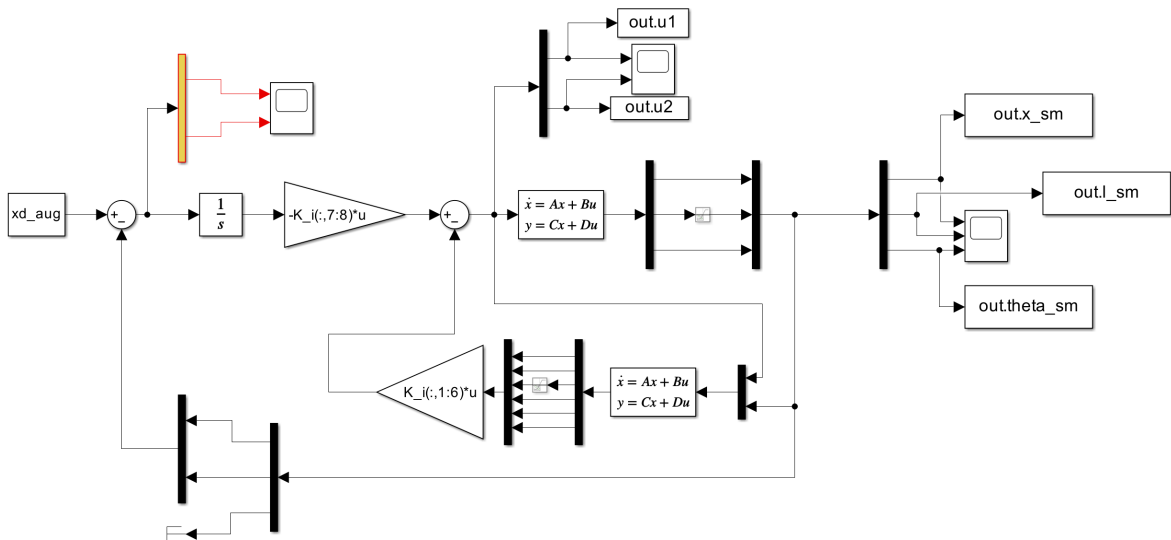 out.u1
out.u2
out.x_sm
xd_aug
+
−
1
s
-K_i(:,7:8)*u
+
−
ẋ = Ax + Bu
y = Cx + Du
out.l_sm
out.theta_sm
K_i(:,1:6)*u
ẋ = Ax + Bu
y = Cx + Du